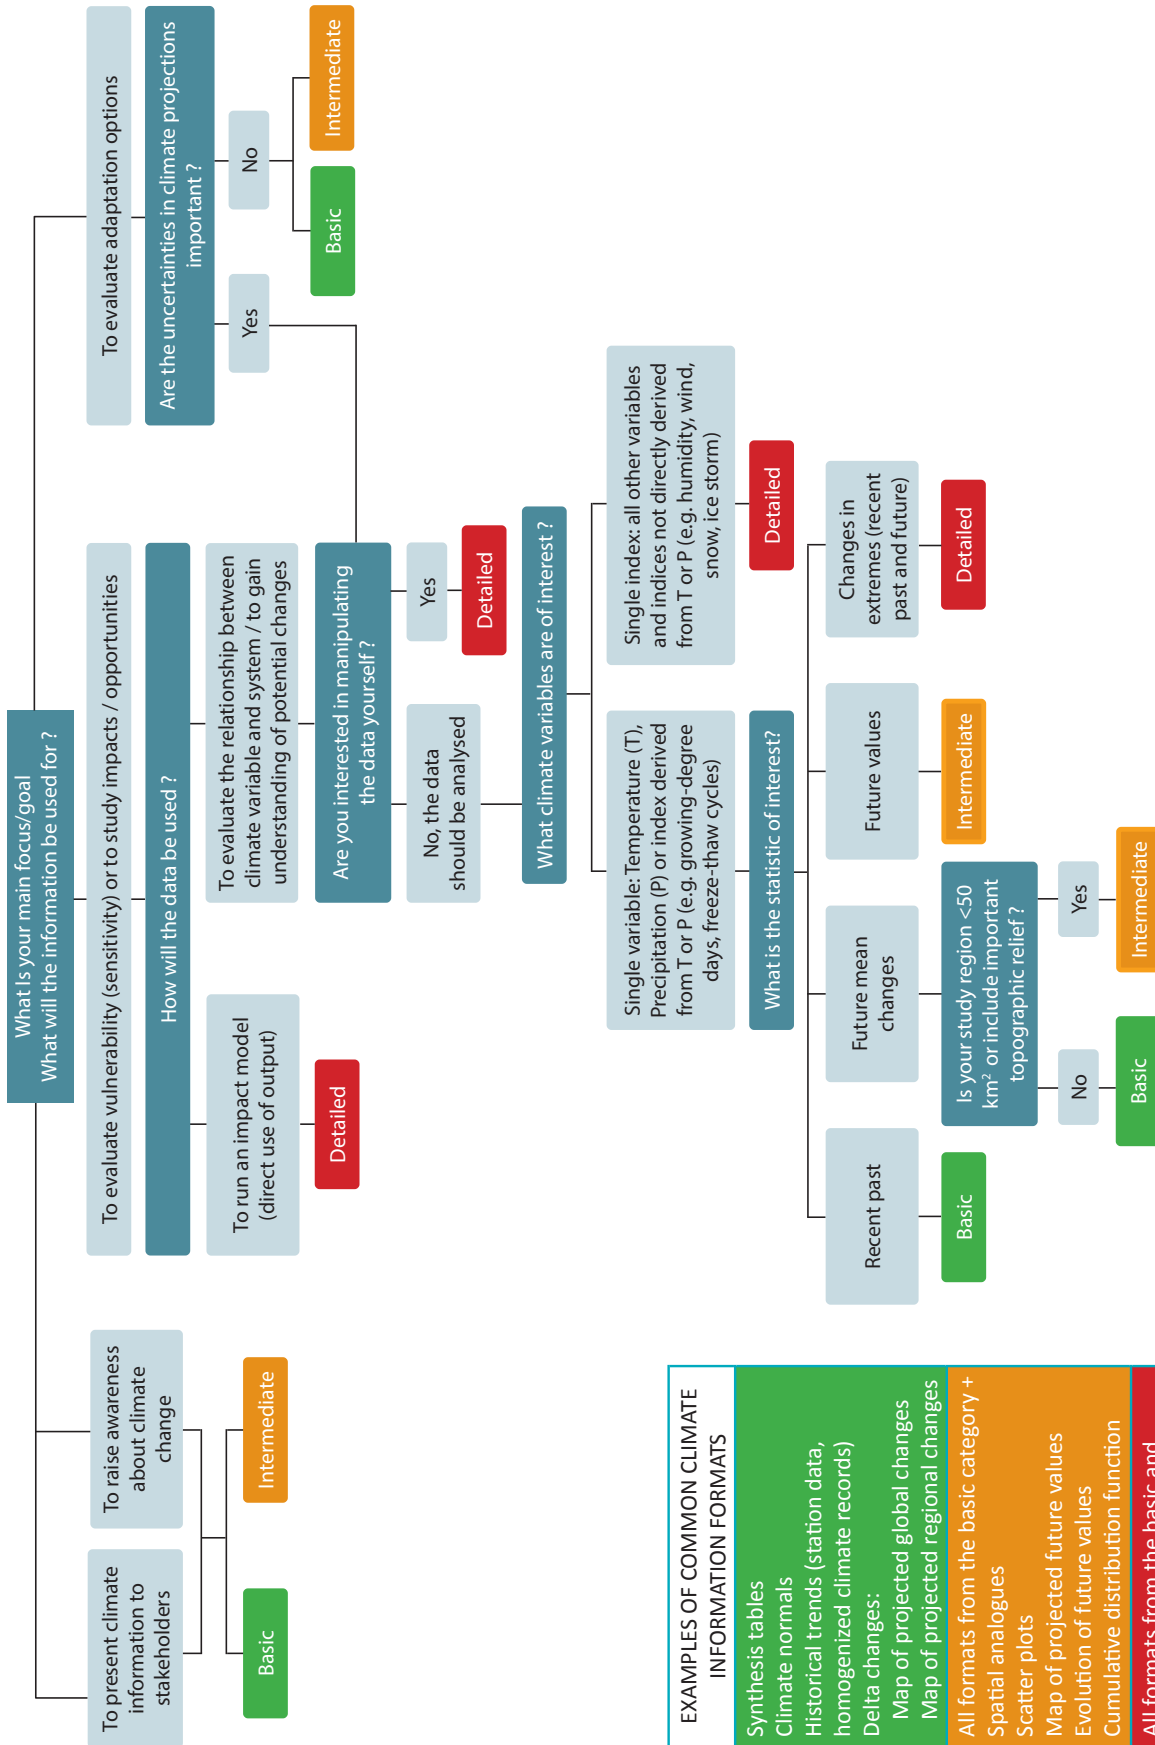 What Is your main focus/goal
What will the information be used for ?
To present climate
information to
stakeholders
To raise awareness
about climate
change
Basic
Intermediate
To evaluate vulnerability (sensitivity) or to study impacts / opportunities
How will the data be used ?
To run an impact model
(direct use of output)
Detailed
To evaluate the relationship between
climate variable and system / to gain
understanding of potential changes
Are you interested in manipulating
the data yourself ?
No, the data
should be analysed
Yes
Detailed
What climate variables are of interest ?
Single variable: Temperature (T),
Precipitation (P) or index derived
from T or P (e.g. growing-degree
days, freeze-thaw cycles)
Single index: all other variables
and indices not directly derived
from T or P (e.g. humidity, wind,
snow, ice storm)
Detailed
What is the statistic of interest?
Recent past
Basic
Future mean
changes
Is your study region <50
km² or include important
topographic relief ?
No
Basic
Yes
Intermediate
Future values
Intermediate
Changes in
extremes (recent
past and future)
Detailed
To evaluate adaptation options
Are the uncertainties in climate projections
important ?
Yes
No
Basic
Intermediate
EXAMPLES OF COMMON CLIMATE
INFORMATION FORMATS
Synthesis tables
Climate normals
Historical trends (station data,
homogenized climate records)
Delta changes:
Map of projected global changes
Map of projected regional changes
All formats from the basic category +
Spatial analogues
Scatter plots
Map of projected future values
Evolution of future values
Cumulative distribution function
All formats from the basic and